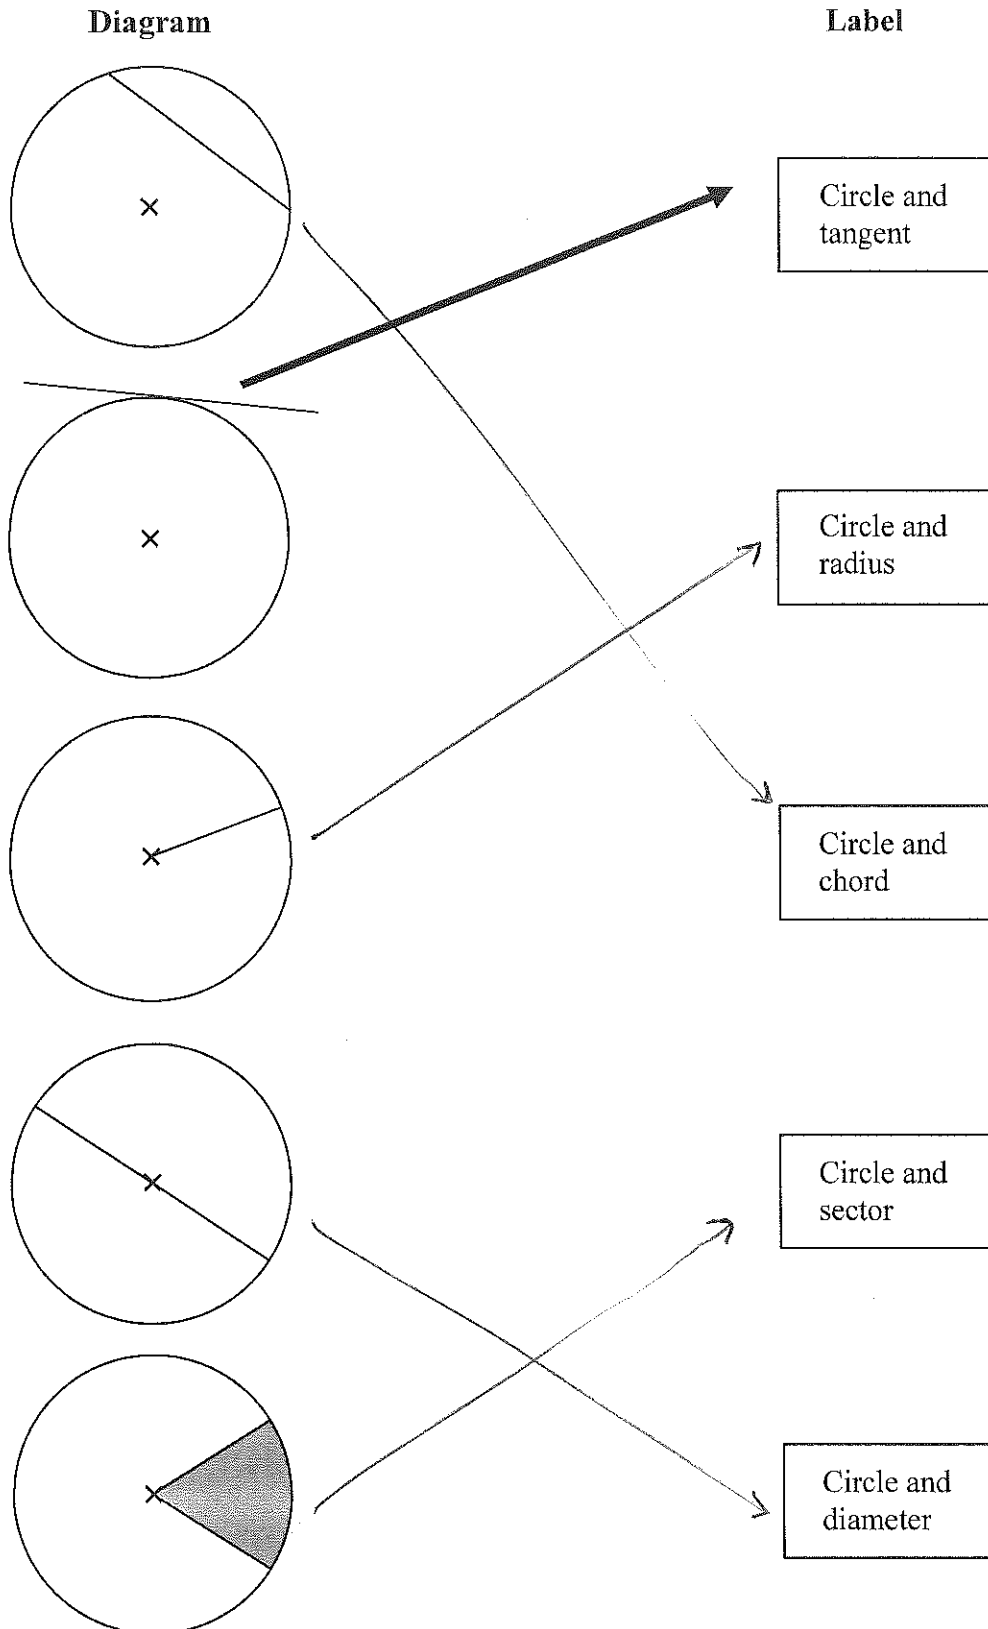 Diagram
Label
Circle and
tangent
Circle and
radius
Circle and
chord
Circle and
sector
Circle and
diameter